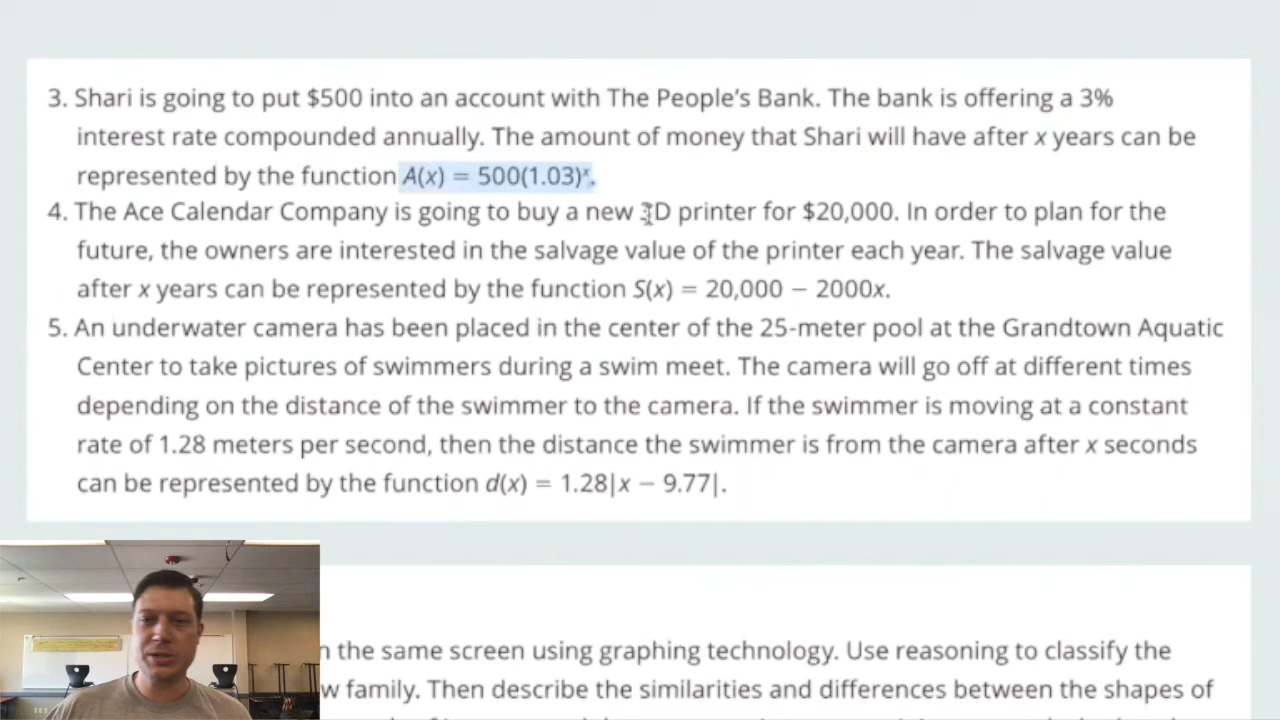 3. Shari is going to put $500 into an account with The People's Bank. The bank is offering a 3%
interest rate compounded annually. The amount of money that Shari will have after x years can be
represented by the function A(x) = 500(1.03)ˣ.
4. The Ace Calendar Company is going to buy a new 3D printer for $20,000. In order to plan for the
future, the owners are interested in the salvage value of the printer each year. The salvage value
after x years can be represented by the function S(x) = 20,000 − 2000x.
5. An underwater camera has been placed in the center of the 25-meter pool at the Grandtown Aquatic
Center to take pictures of swimmers during a swim meet. The camera will go off at different times
depending on the distance of the swimmer to the camera. If the swimmer is moving at a constant
rate of 1.28 meters per second, then the distance the swimmer is from the camera after x seconds
can be represented by the function d(x) = 1.28|x − 9.77|.
the same screen using graphing technology. Use reasoning to classify the
family. Then describe the similarities and differences between the shapes of